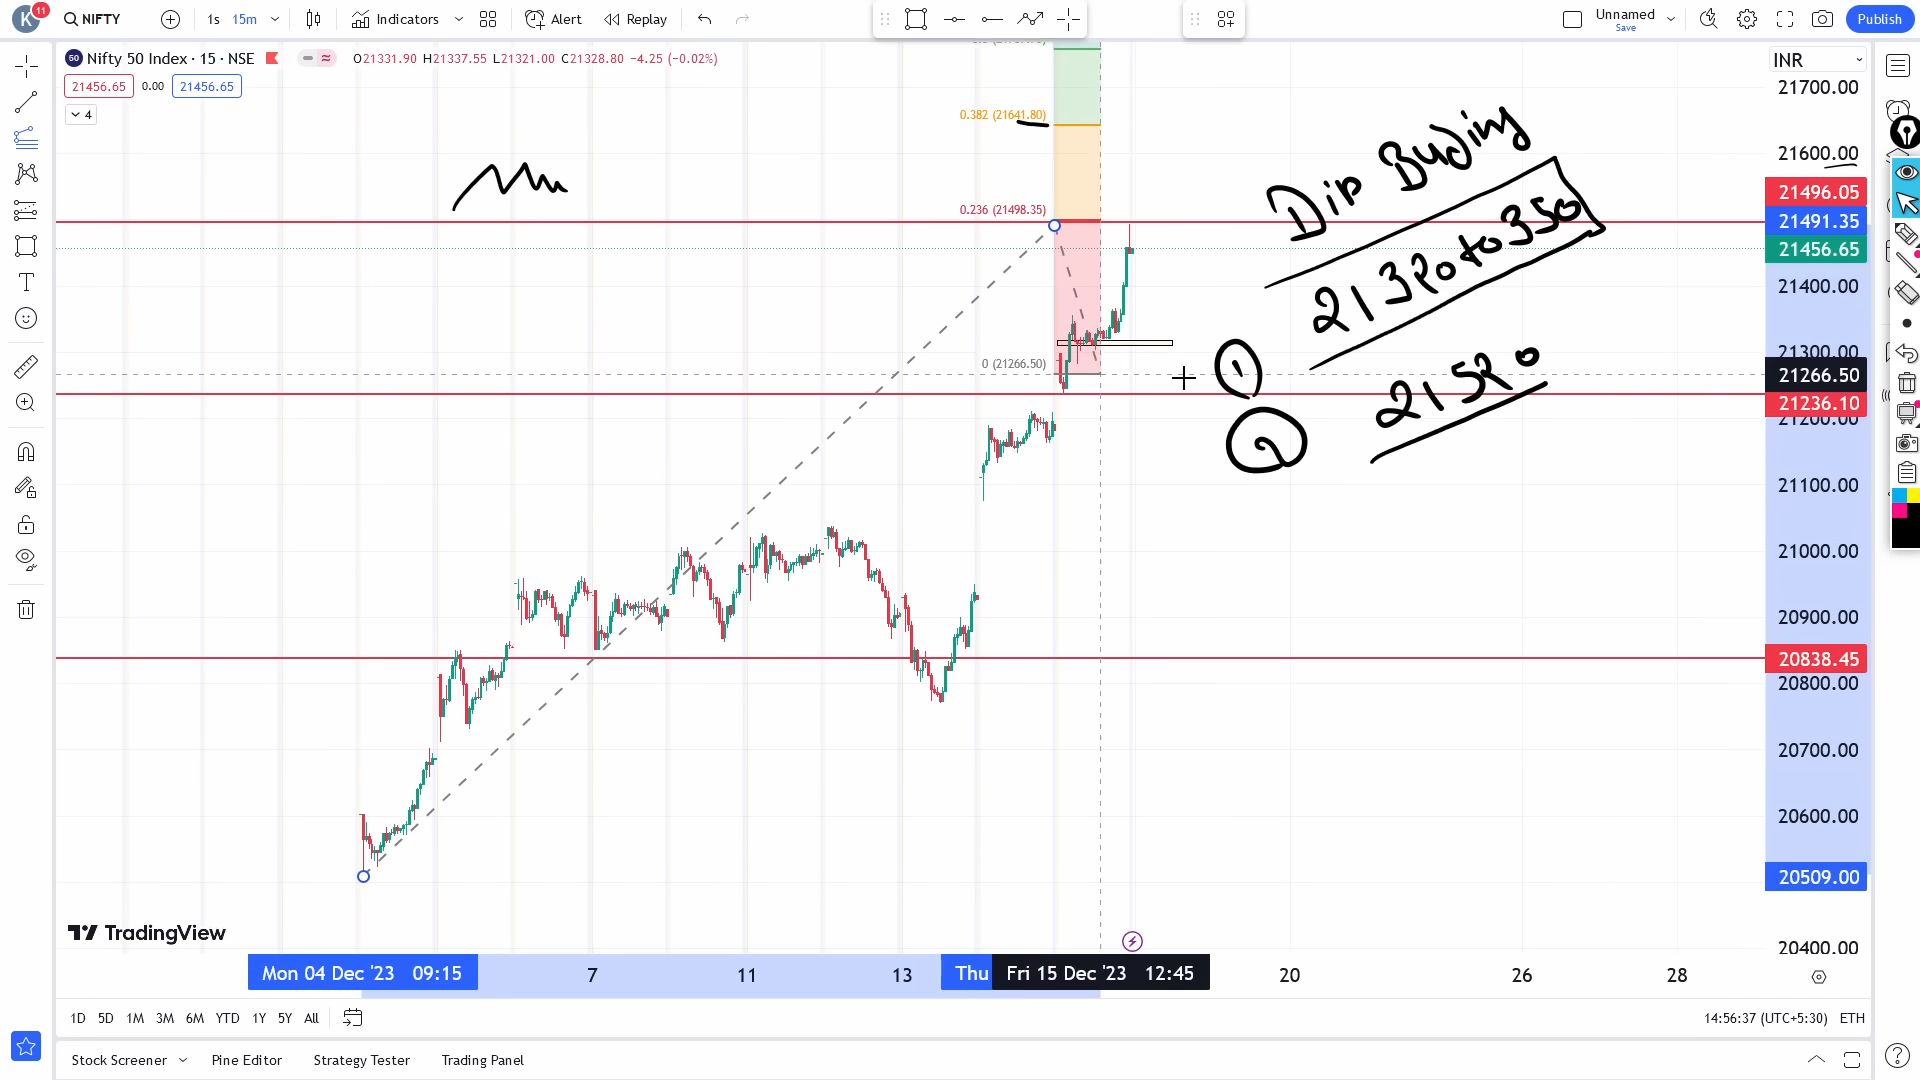 K 11 NIFTY 1s 15m Indicators Alert Replay Unnamed Save Publish
50 Nifty 50 Index · 15 · NSE O21331.90 H21337.55 L21321.00 C21328.80 −4.25 (−0.02%)
21456.65 0.00 21456.65
4
INR
21700.00
0.382 (21641.80)
21600.00
21496.05
0.236 (21498.35)
21491.35
21456.65
21400.00
21300.00
0 (21266.50)
21266.50
21236.10
21200.00
21100.00
21000.00
20900.00
20838.45
20800.00
20700.00
20600.00
20509.00
20400.00
Dip Buding
21320 to 350
1
21520
2
TradingView
Mon 04 Dec '23 09:15 7 11 13 Thu Fri 15 Dec '23 12:45 20 26 28
1D 5D 1M 3M 6M YTD 1Y 5Y All 14:56:37 (UTC+5:30) ETH
Stock Screener Pine Editor Strategy Tester Trading Panel